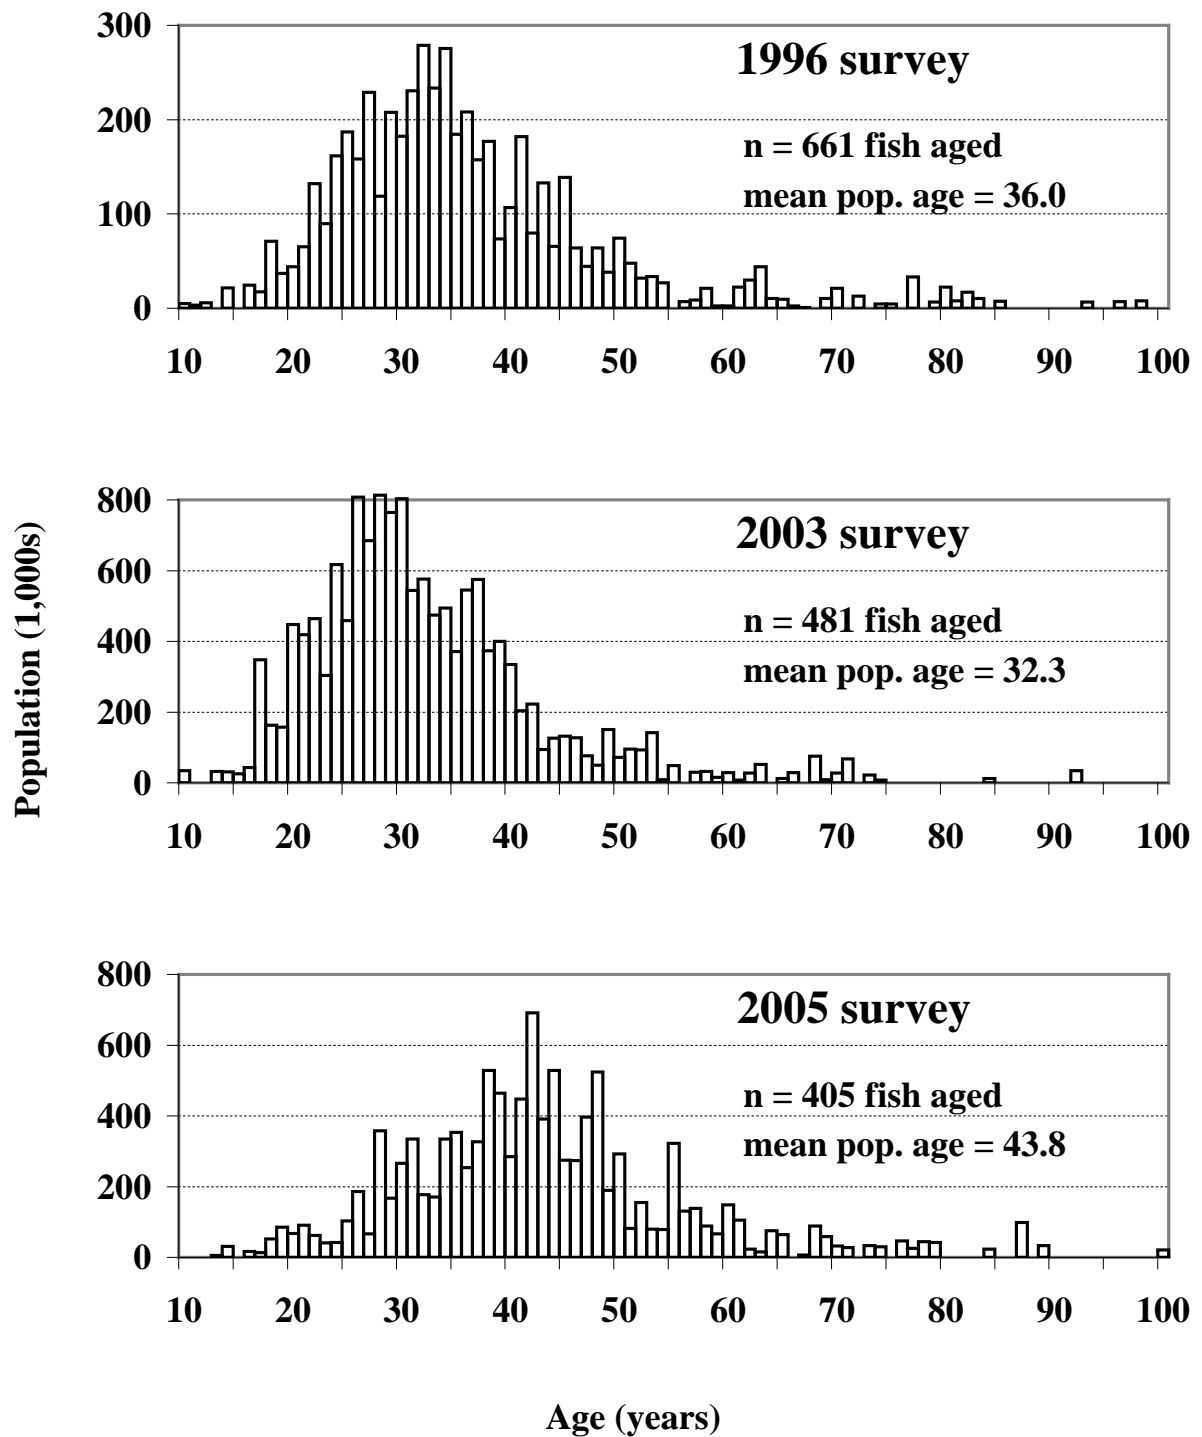 300
1996 survey
200
n = 661 fish aged
mean pop. age = 36.0
100
0
10 20 30 40 50 60 70 80 90 100
Population (1,000s)
800
2003 survey
600
n = 481 fish aged
400
mean pop. age = 32.3
200
0
10 20 30 40 50 60 70 80 90 100
800
2005 survey
600
n = 405 fish aged
400
mean pop. age = 43.8
200
0
10 20 30 40 50 60 70 80 90 100
Age (years)